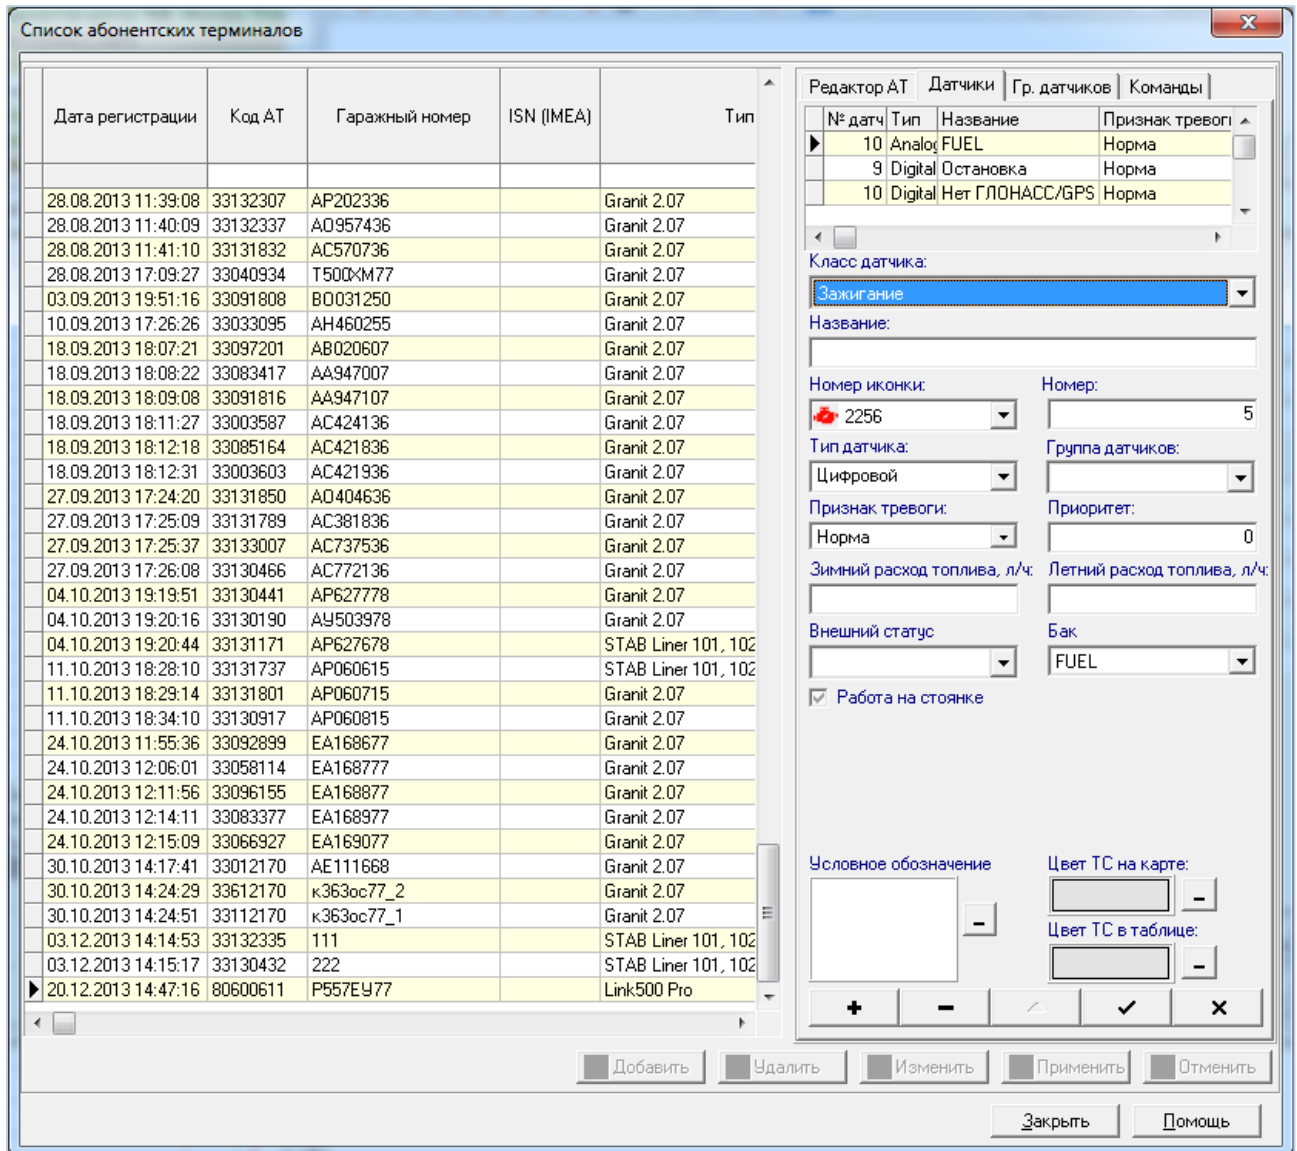 Список абонентских терминалов
Дата регистрации Код АТ Гаражный номер ISN (IMEA) Тип
28.08.2013 11:39:08 33132307 АР202336 Granit 2.07
28.08.2013 11:40:09 33132337 АО957436 Granit 2.07
28.08.2013 11:41:10 33131832 АС570736 Granit 2.07
28.08.2013 17:09:27 33040934 Т500ХМ77 Granit 2.07
03.09.2013 19:51:16 33091808 ВО031250 Granit 2.07
10.09.2013 17:26:26 33033095 АН460255 Granit 2.07
18.09.2013 18:07:21 33097201 АВ020607 Granit 2.07
18.09.2013 18:08:22 33083417 АА947007 Granit 2.07
18.09.2013 18:09:08 33091816 АА947107 Granit 2.07
18.09.2013 18:11:27 33003587 АС424136 Granit 2.07
18.09.2013 18:12:18 33085164 АС421836 Granit 2.07
18.09.2013 18:12:31 33003603 АС421936 Granit 2.07
27.09.2013 17:24:20 33131850 АО404636 Granit 2.07
27.09.2013 17:25:09 33131789 АС381836 Granit 2.07
27.09.2013 17:25:37 33133007 АС737536 Granit 2.07
27.09.2013 17:26:08 33130466 АС772136 Granit 2.07
04.10.2013 19:19:51 33130441 АР627778 Granit 2.07
04.10.2013 19:20:16 33130190 АУ503978 Granit 2.07
04.10.2013 19:20:44 33131171 АР627678 STAB Liner 101, 102
11.10.2013 18:28:10 33131737 АР060615 STAB Liner 101, 102
11.10.2013 18:29:14 33131801 АР060715 Granit 2.07
11.10.2013 18:34:10 33130917 АР060815 Granit 2.07
24.10.2013 11:55:36 33092899 ЕА168677 Granit 2.07
24.10.2013 12:06:01 33058114 ЕА168777 Granit 2.07
24.10.2013 12:11:56 33096155 ЕА168877 Granit 2.07
24.10.2013 12:14:11 33083377 ЕА168977 Granit 2.07
24.10.2013 12:15:09 33066927 ЕА169077 Granit 2.07
30.10.2013 14:17:41 33012170 АЕ111668 Granit 2.07
30.10.2013 14:24:29 33612170 к363ос77_2 Granit 2.07
30.10.2013 14:24:51 33112170 к363ос77_1 Granit 2.07
03.12.2013 14:14:53 33132335 111 STAB Liner 101, 102
03.12.2013 14:15:17 33130432 222 STAB Liner 101, 102
20.12.2013 14:47:16 80600611 Р557ЕУ77 Link500 Pro
Редактор АТ Датчики Гр. датчиков Команды
№ датч Тип Название Признак тревоги
10 Analog FUEL Норма
9 Digital Остановка Норма
10 Digital Нет ГЛОНАСС/GPS Норма
Класс датчика:
Зажигание
Название:
Номер иконки: Номер:
2256 5
Тип датчика: Группа датчиков:
Цифровой
Признак тревоги: Приоритет:
Норма 0
Зимний расход топлива, л/ч: Летний расход топлива, л/ч:
Внешний статус Бак
FUEL
Работа на стоянке
Условное обозначение Цвет ТС на карте:
Цвет ТС в таблице:
Добавить Удалить Изменить Применить Отменить
Закрыть Помощь